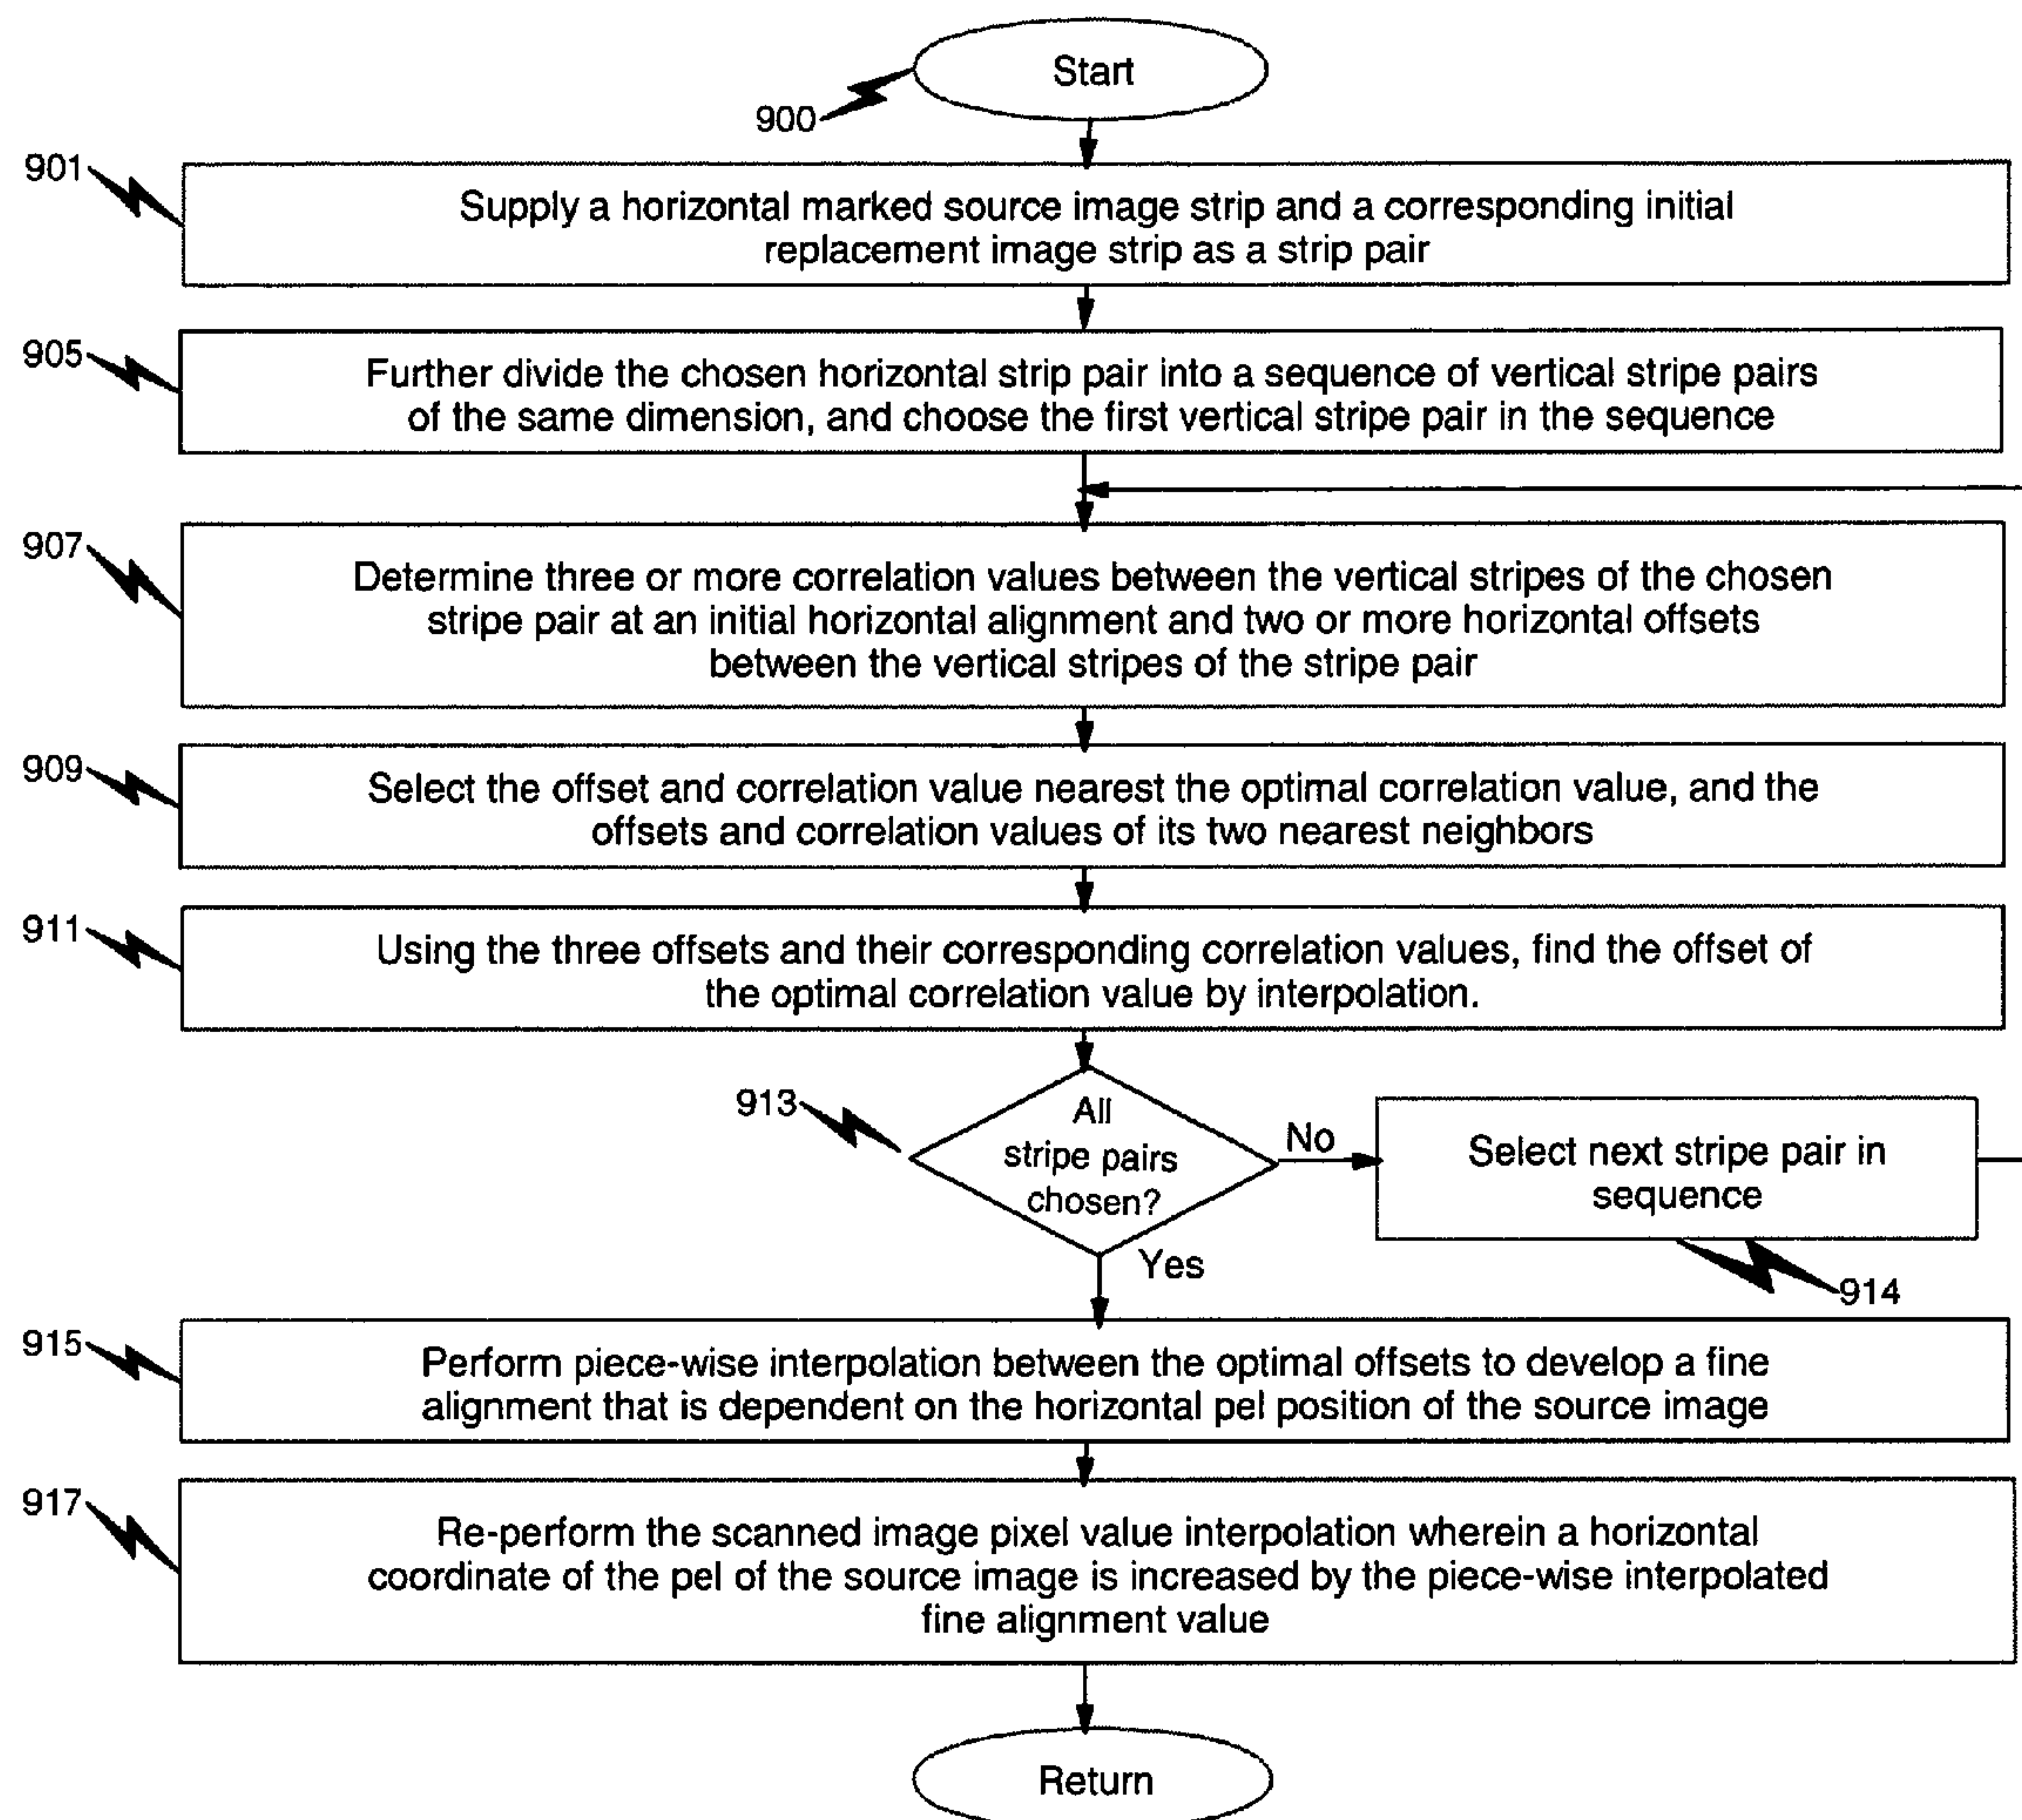 Start
900
901
Supply a horizontal marked source image strip and a corresponding initial
replacement image strip as a strip pair
905
Further divide the chosen horizontal strip pair into a sequence of vertical stripe pairs
of the same dimension, and choose the first vertical stripe pair in the sequence
907
Determine three or more correlation values between the vertical stripes of the chosen
stripe pair at an initial horizontal alignment and two or more horizontal offsets
between the vertical stripes of the stripe pair
909
Select the offset and correlation value nearest the optimal correlation value, and the
offsets and correlation values of its two nearest neighbors
911
Using the three offsets and their corresponding correlation values, find the offset of
the optimal correlation value by interpolation.
913
All
stripe pairs
chosen?
No
Select next stripe pair in
sequence
Yes
914
915
Perform piece-wise interpolation between the optimal offsets to develop a fine
alignment that is dependent on the horizontal pel position of the source image
917
Re-perform the scanned image pixel value interpolation wherein a horizontal
coordinate of the pel of the source image is increased by the piece-wise interpolated
fine alignment value
Return